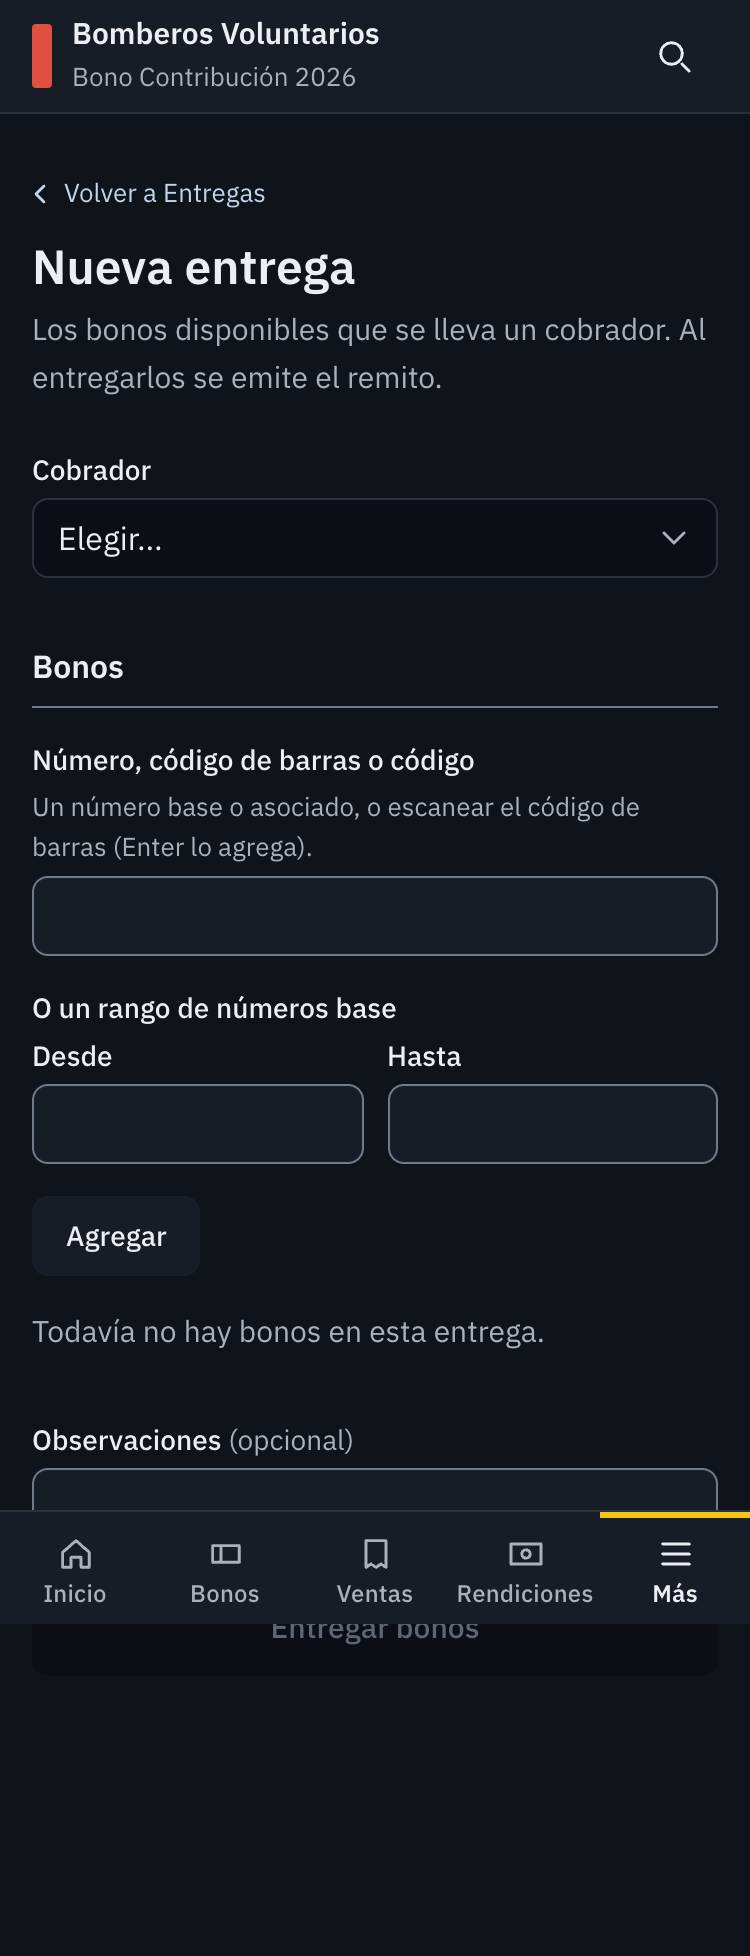 Bomberos Voluntarios
Bono Contribución 2026
Volver a Entregas
Nueva entrega
Los bonos disponibles que se lleva un cobrador. Al
entregarlos se emite el remito.
Cobrador
Elegir...
Bonos
Número, código de barras o código
Un número base o asociado, o escanear el código de
barras (Enter lo agrega).
O un rango de números base
Desde
Hasta
Agregar
Todavía no hay bonos en esta entrega.
Observaciones (opcional)
Inicio
Bonos
Ventas
Rendiciones
Más
Entregar bonos